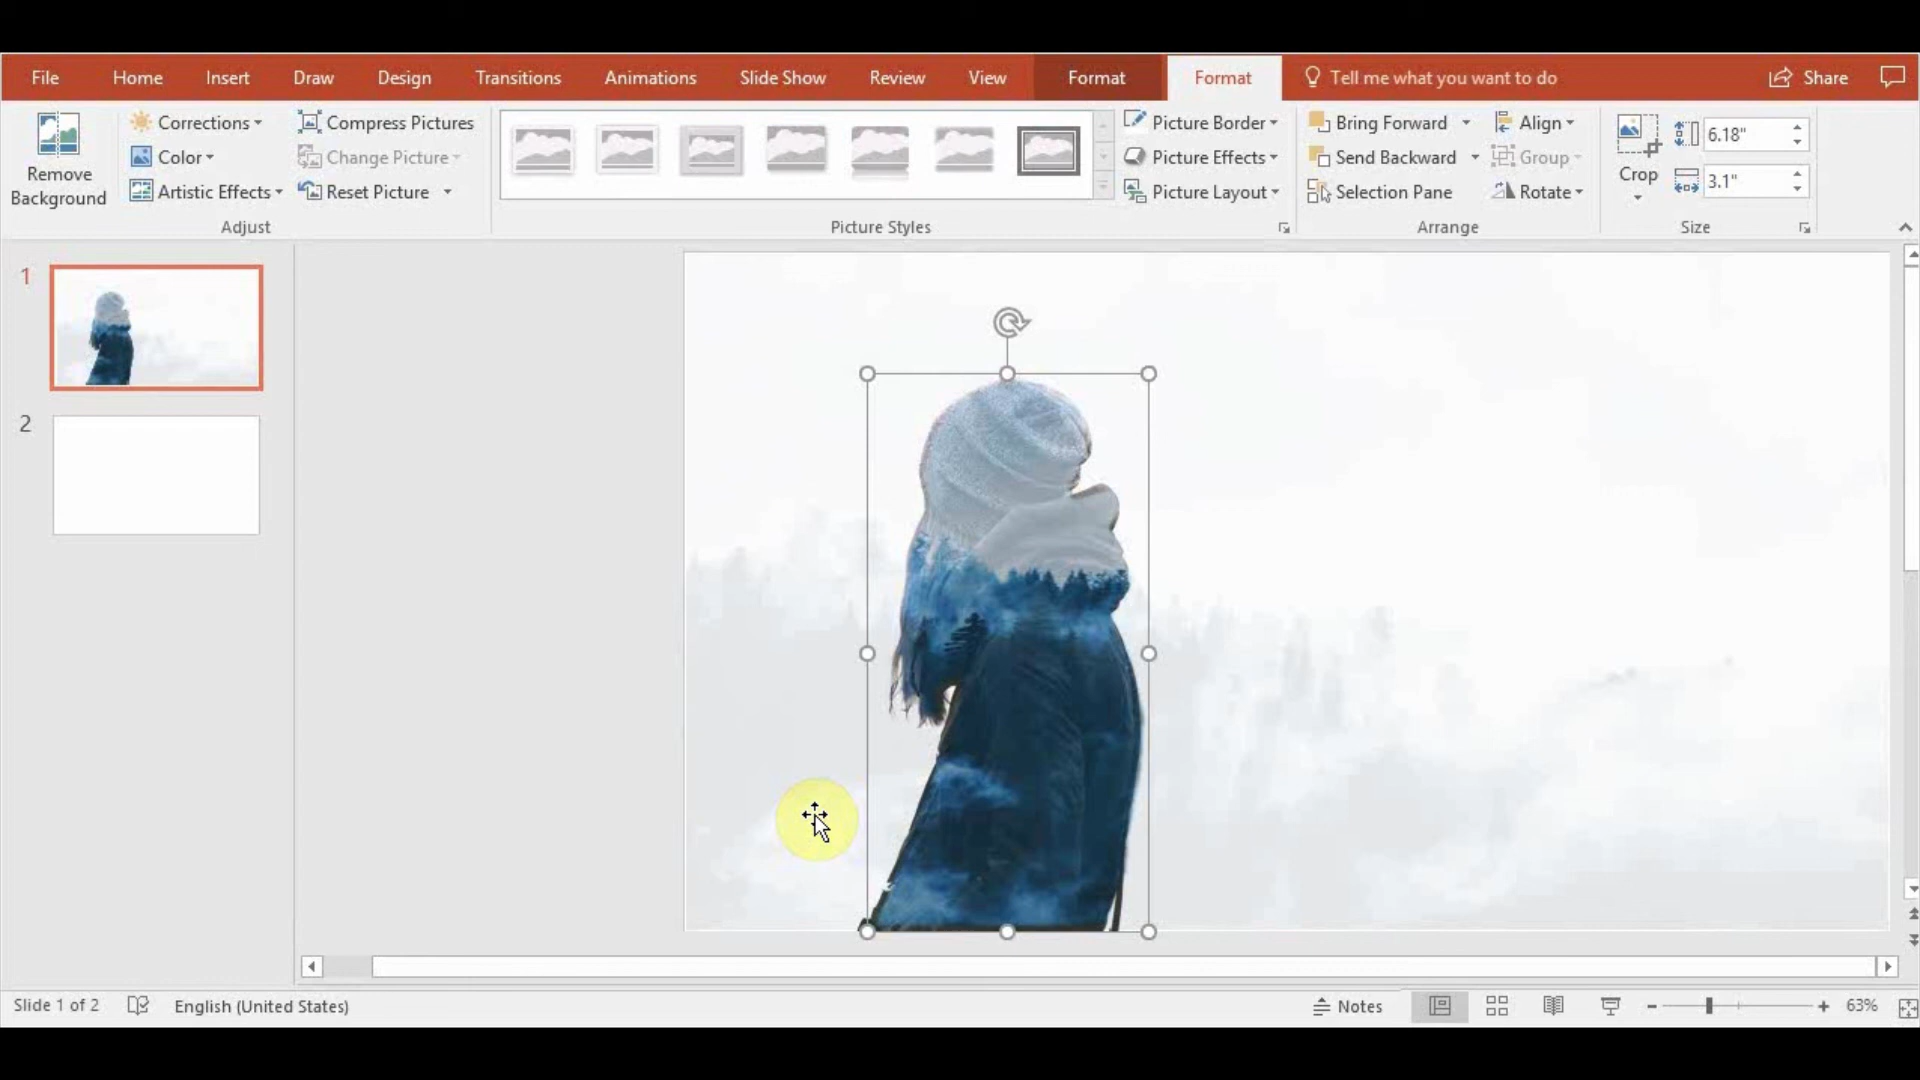 File Home Insert Draw Design Transitions Animations Slide Show Review View Format Format Tell me what you want to do Share
Remove Background
Corrections
Color
Artistic Effects
Compress Pictures
Change Picture
Reset Picture
Adjust
Picture Styles
Picture Border
Picture Effects
Picture Layout
Bring Forward
Send Backward
Selection Pane
Align
Group
Rotate
Arrange
Crop
6.18"
3.1"
Size
1
2
Slide 1 of 2 English (United States) Notes 63%